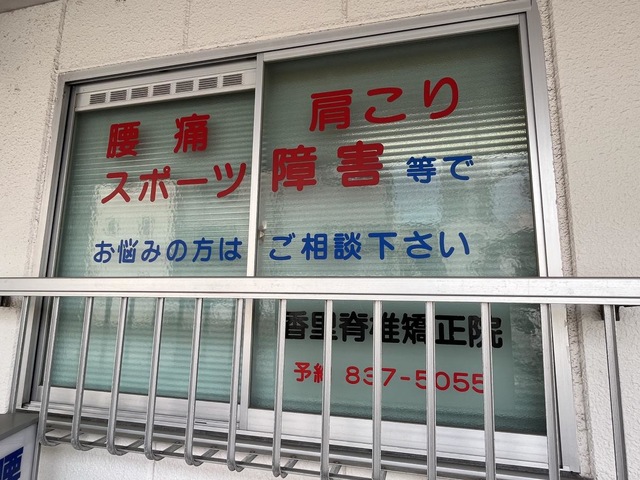 腰痛 肩こり
スポーツ障害等で
お悩みの方は ご相談下さい
香里脊椎矯正院
予約 837-5055
腰